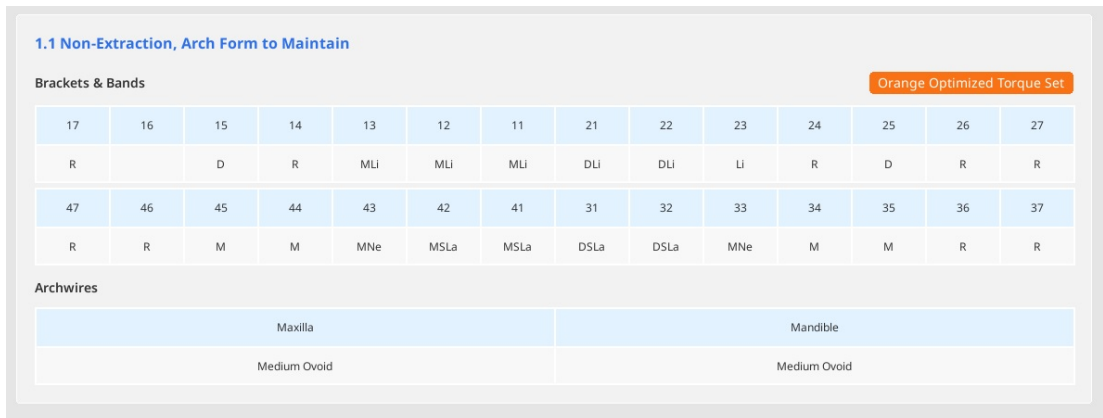 1.1 Non-Extraction, Arch Form to Maintain
Brackets & Bands Orange Optimized Torque Set
17 16 15 14 13 12 11 21 22 23 24 25 26 27
R D R MLi MLi MLi DLi DLi Li R D R R
47 46 45 44 43 42 41 31 32 33 34 35 36 37
R R M M MNe MSLa MSLa DSLa DSLa MNe M M R R
Archwires
Maxilla Mandible
Medium Ovoid Medium Ovoid